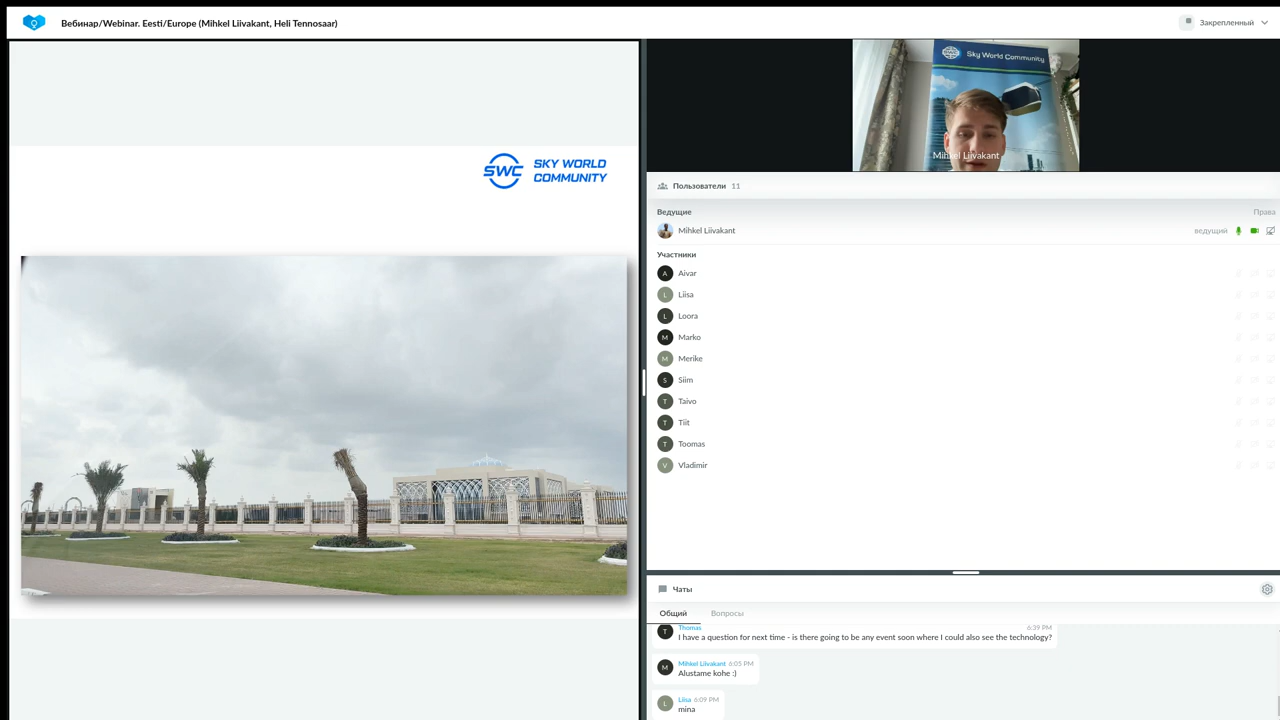 Вебинар/Webinar. Eesti/Europe (Mihkel Liivakant, Heli Tennosaar)
Закрепленный
SWC
SKY WORLD
COMMUNITY
Sky World Community
Mihkel Liivakant
Пользователи 11
Ведущие
Права
Mihkel Liivakant
ведущий
Участники
A Aivar
L Liisa
L Loora
M Marko
M Merike
S Siim
T Taivo
T Tiit
T Toomas
V Vladimir
Чаты
Общий
Вопросы
T
Thomas 6:39 PM
I have a question for next time - is there going to be any event soon where I could also see the technology?
M
Mihkel Liivakant 6:05 PM
Alustame kohe :)
L
Liisa 6:09 PM
mina